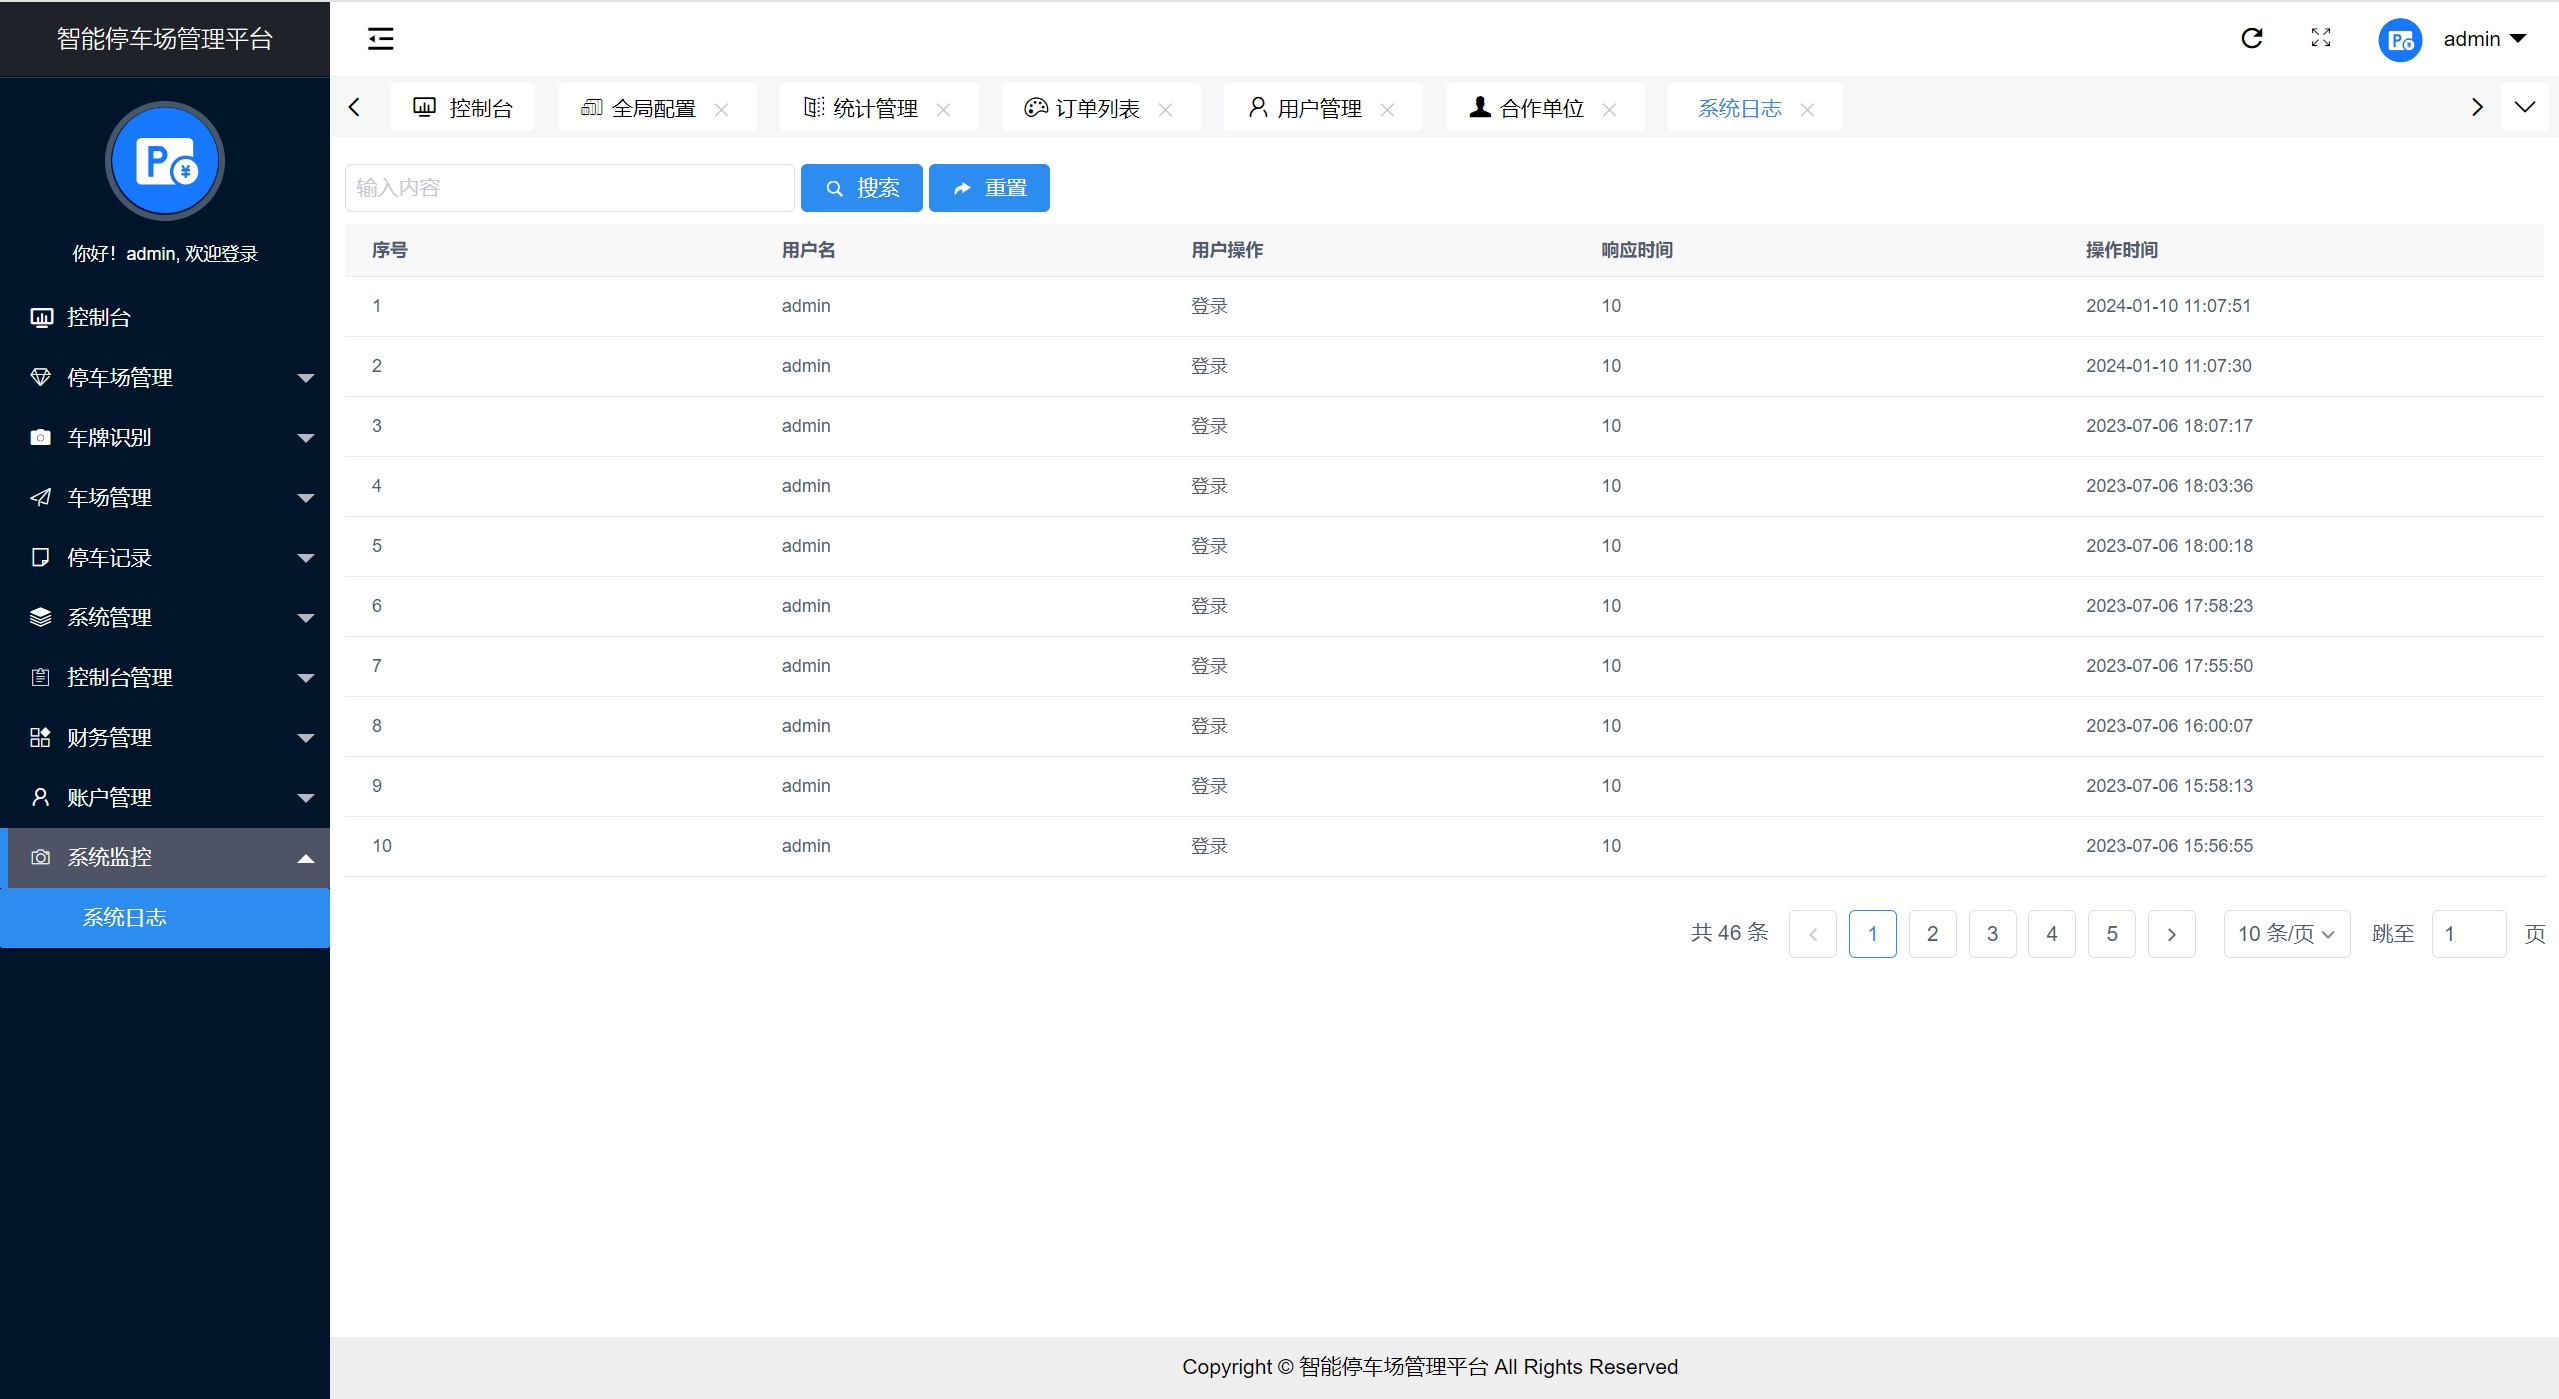 智能停车场管理平台
admin
控制台 全局配置 统计管理 订单列表 用户管理 合作单位 系统日志
你好！admin, 欢迎登录
控制台
停车场管理
车牌识别
车场管理
停车记录
系统管理
控制台管理
财务管理
账户管理
系统监控
系统日志
输入内容 搜索 重置
序号 用户名 用户操作 响应时间 操作时间
1 admin 登录 10 2024-01-10 11:07:51
2 admin 登录 10 2024-01-10 11:07:30
3 admin 登录 10 2023-07-06 18:07:17
4 admin 登录 10 2023-07-06 18:03:36
5 admin 登录 10 2023-07-06 18:00:18
6 admin 登录 10 2023-07-06 17:58:23
7 admin 登录 10 2023-07-06 17:55:50
8 admin 登录 10 2023-07-06 16:00:07
9 admin 登录 10 2023-07-06 15:58:13
10 admin 登录 10 2023-07-06 15:56:55
共 46 条 1 2 3 4 5 10 条/页 跳至 1 页
Copyright © 智能停车场管理平台 All Rights Reserved